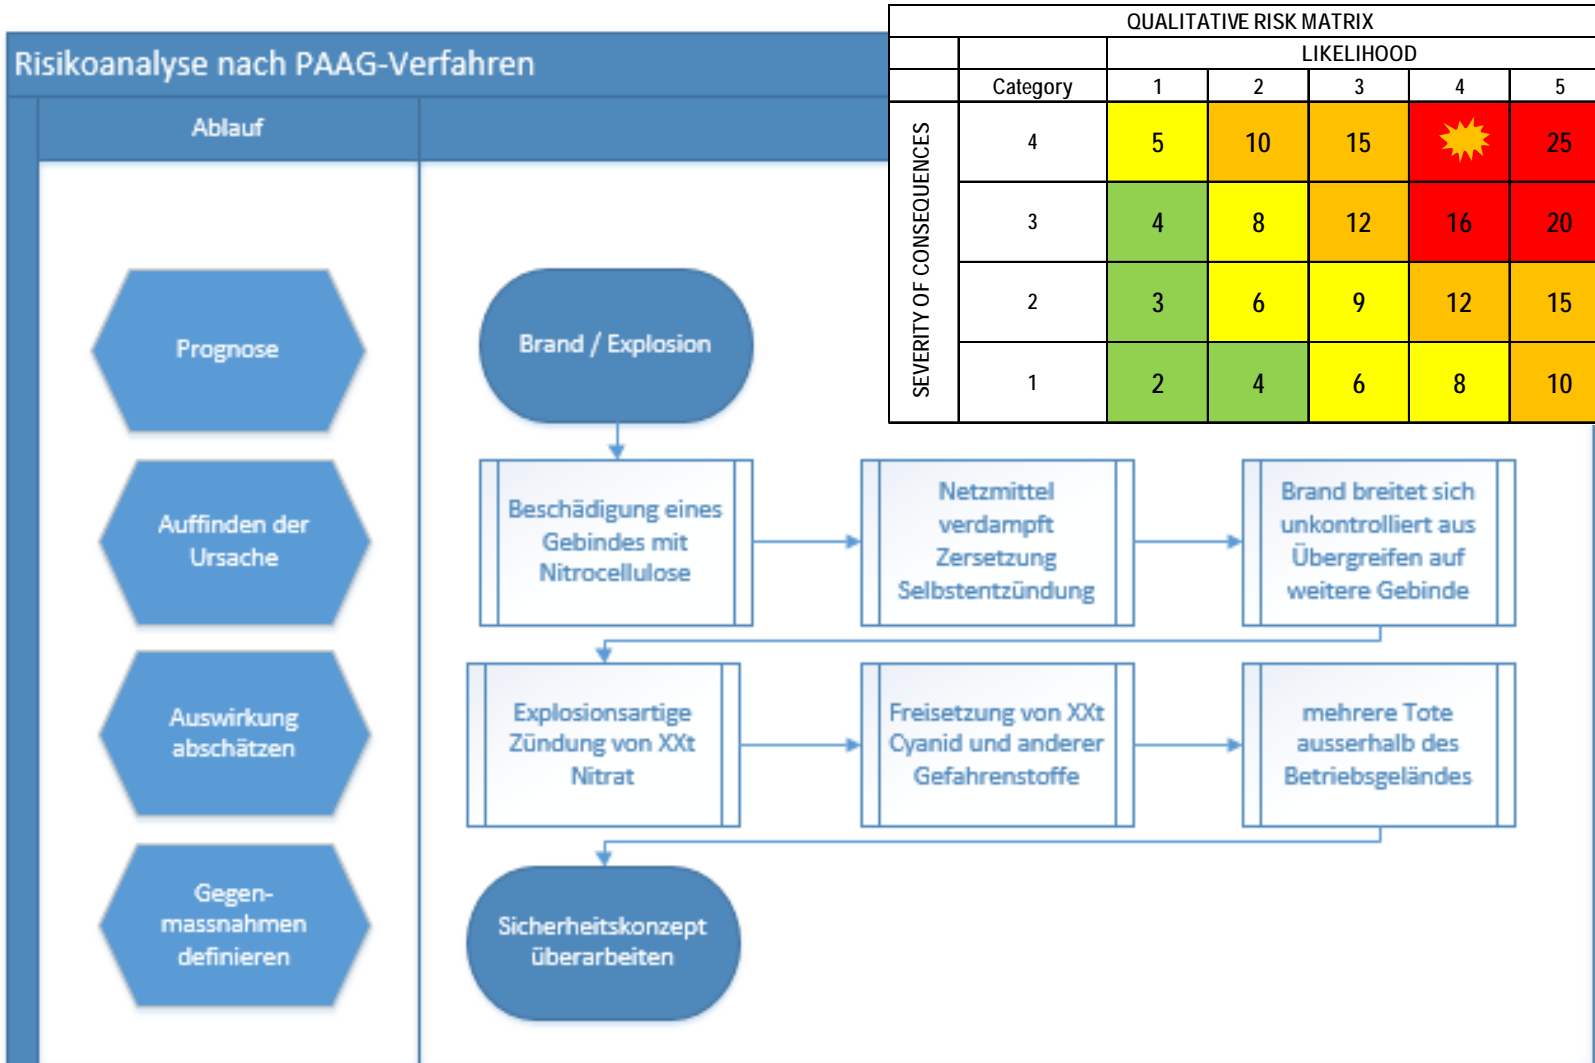 Risikoanalyse nach PAAG-Verfahren
QUALITATIVE RISK MATRIX
LIKELIHOOD
Category 1 2 3 4 5
SEVERITY OF CONSEQUENCES
4 5 10 15 25
3 4 8 12 16 20
2 3 6 9 12 15
1 2 4 6 8 10
Ablauf
Prognose
Brand / Explosion
Auffinden der
Ursache
Beschädigung eines
Gebindes mit
Nitrocellulose
Netzmittel
verdampft
Zersetzung
Selbstentzündung
Brand breitet sich
unkontrolliert aus
Übergreifen auf
weitere Gebinde
Auswirkung
abschätzen
Explosionsartige
Zündung von XXt
Nitrat
Freisetzung von XXt
Cyanid und anderer
Gefahrenstoffe
mehrere Tote
ausserhalb des
Betriebsgeländes
Gegen-
massnahmen
definieren
Sicherheitskonzept
überarbeiten